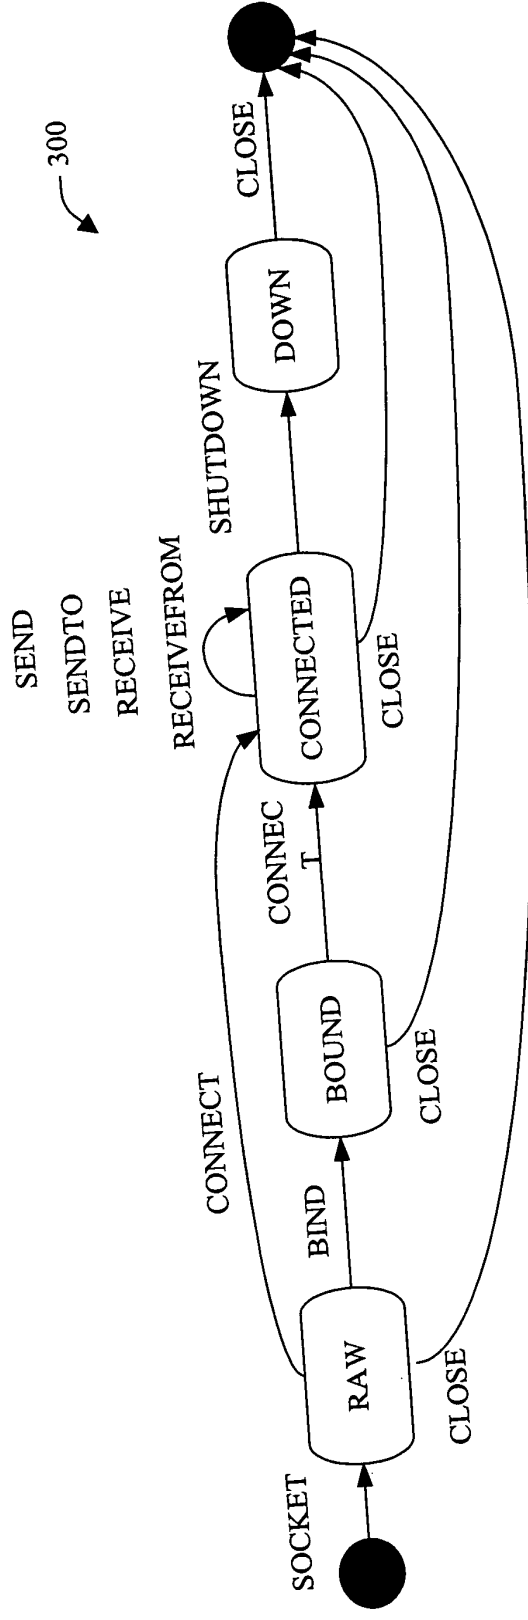 300
SEND
SENDTO
RECEIVE
RECEIVEFROM
CONNECT
SHUTDOWN
CLOSE
SOCKET
RAW
BIND
BOUND
CONNEC
T
CONNECTED
DOWN
CLOSE
CLOSE
CLOSE